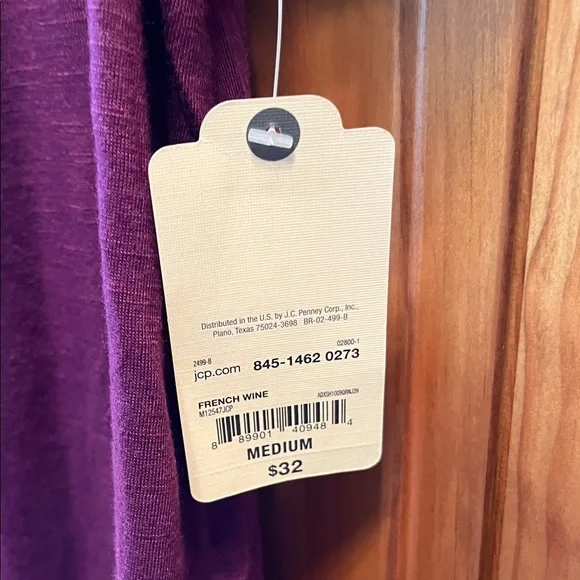 Distributed in the U.S. by J.C. Penney Corp., Inc.,
Plano, Texas 75024-3698 BR-02-499-B
2499-B 02800-1
jcp.com 845-1462 0273
FRENCH WINE
M12547JCP
8 89901 40948 4
MEDIUM
$32